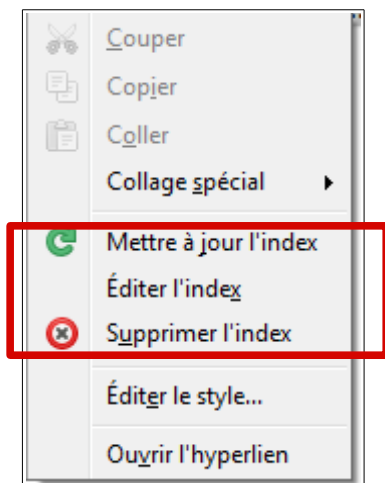 Couper
Copier
Coller
Collage spécial
Mettre à jour l'index
Éditer l'index
Supprimer l'index
Éditer le style...
Ouvrir l'hyperlien